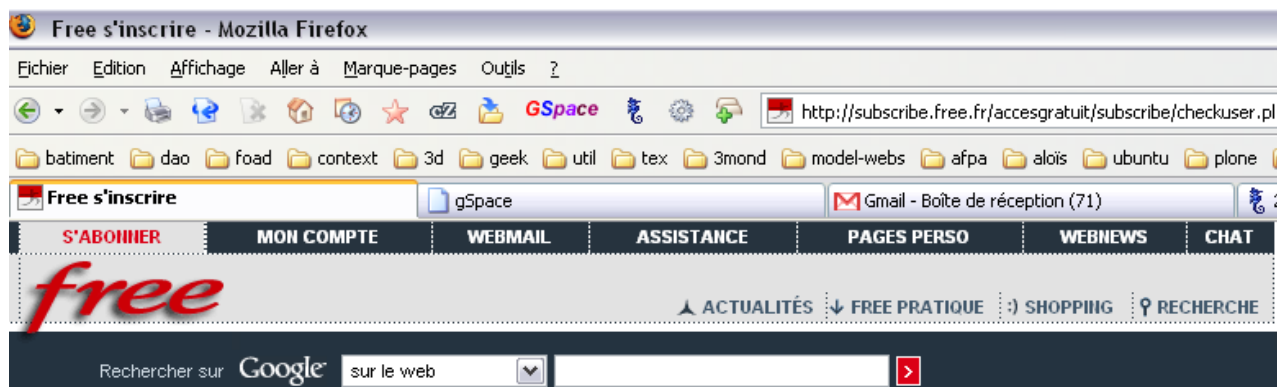 Free s'inscrire - Mozilla Firefox
Fichier Edition Affichage Aller à Marque-pages Outils ?
GSpace http://subscribe.free.fr/accesgratuit/subscribe/checkuser.pl
batiment dao foad context 3d geek util tex 3mond model-webs afpa aloïs ubuntu plone
Free s'inscrire gSpace Gmail - Boîte de réception (71)
S'ABONNER MON COMPTE WEBMAIL ASSISTANCE PAGES PERSO WEBNEWS CHAT
free
ACTUALITÉS FREE PRATIQUE :) SHOPPING RECHERCHE
Rechercher sur Google sur le web